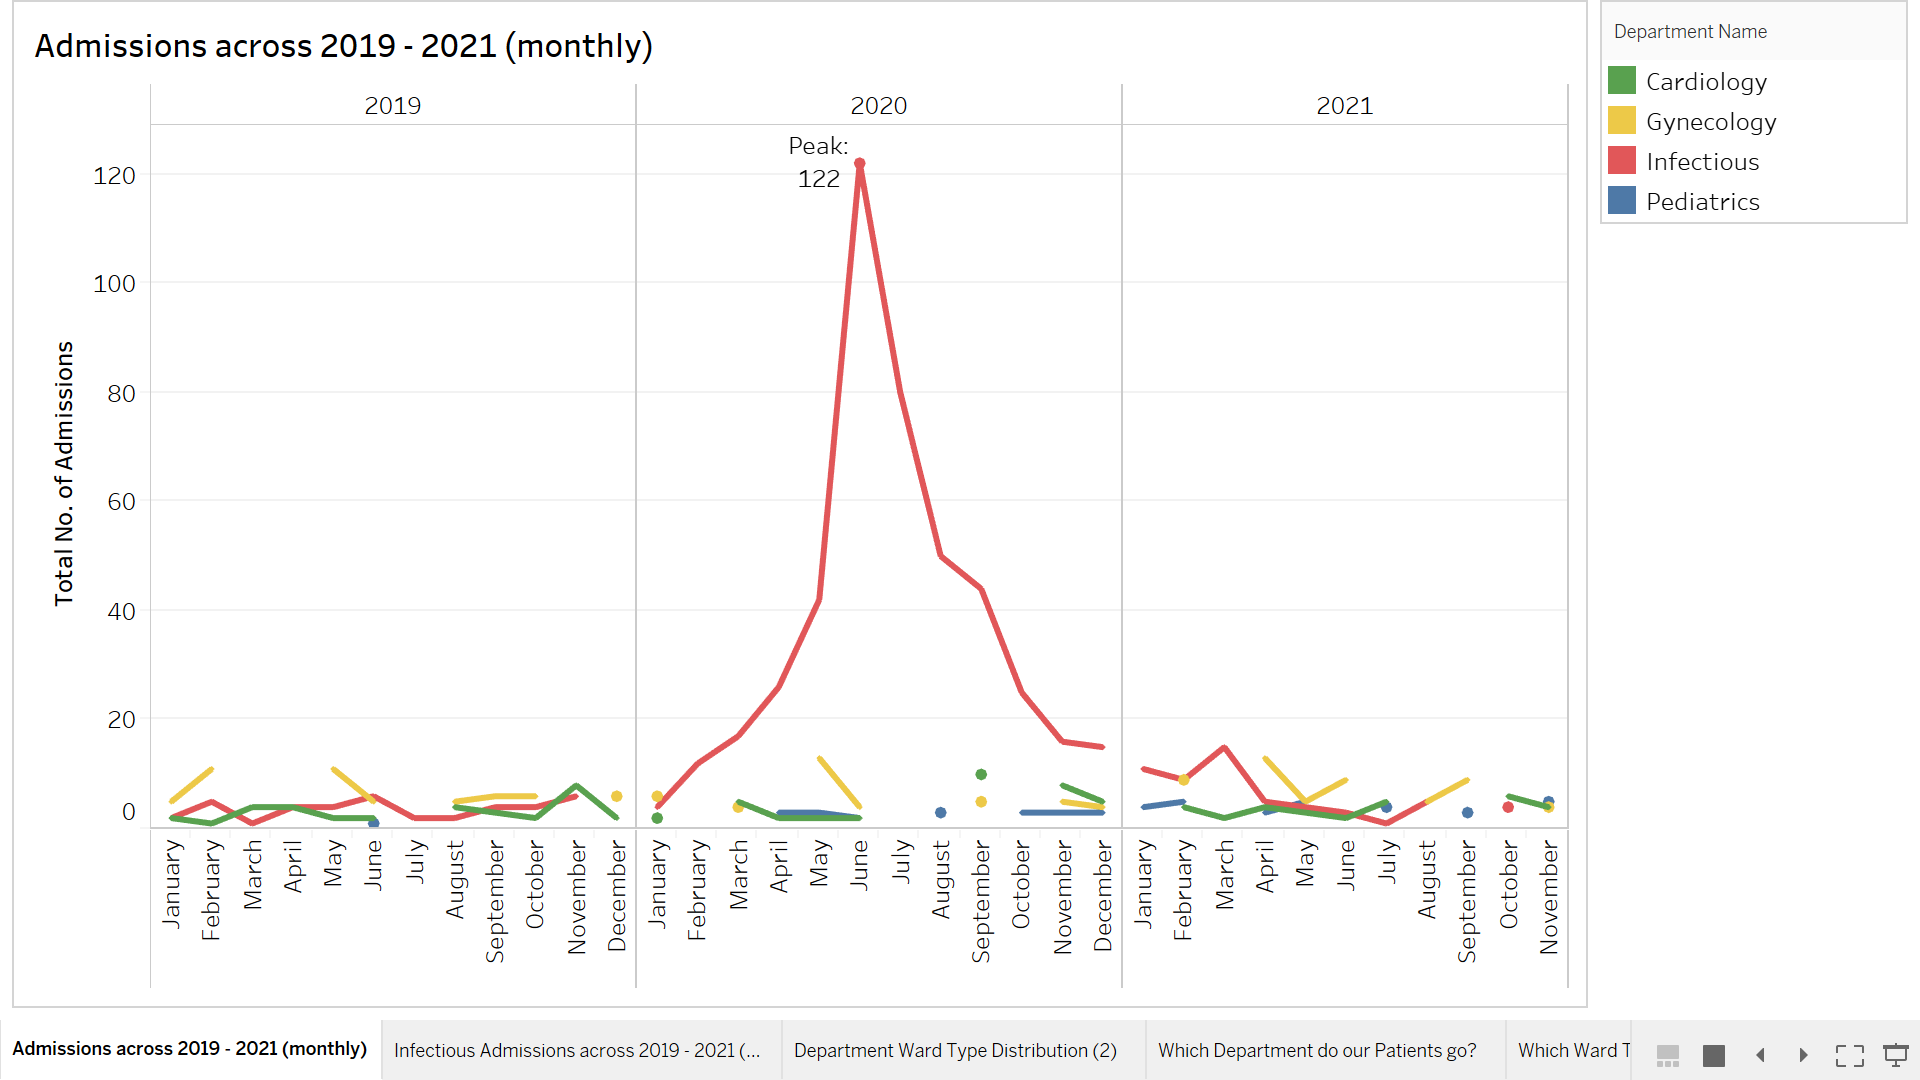 Admissions across 2019 - 2021 (monthly)
2019
2020
2021
Peak:
122
120
100
80
60
40
20
0
Total No. of Admissions
January
February
March
April
May
June
July
August
September
October
November
December
January
February
March
April
May
June
July
August
September
October
November
December
January
February
March
April
May
June
July
August
September
October
November
Department Name
Cardiology
Gynecology
Infectious
Pediatrics
Admissions across 2019 - 2021 (monthly)
Infectious Admissions across 2019 - 2021 (...
Department Ward Type Distribution (2)
Which Department do our Patients go?
Which Ward T